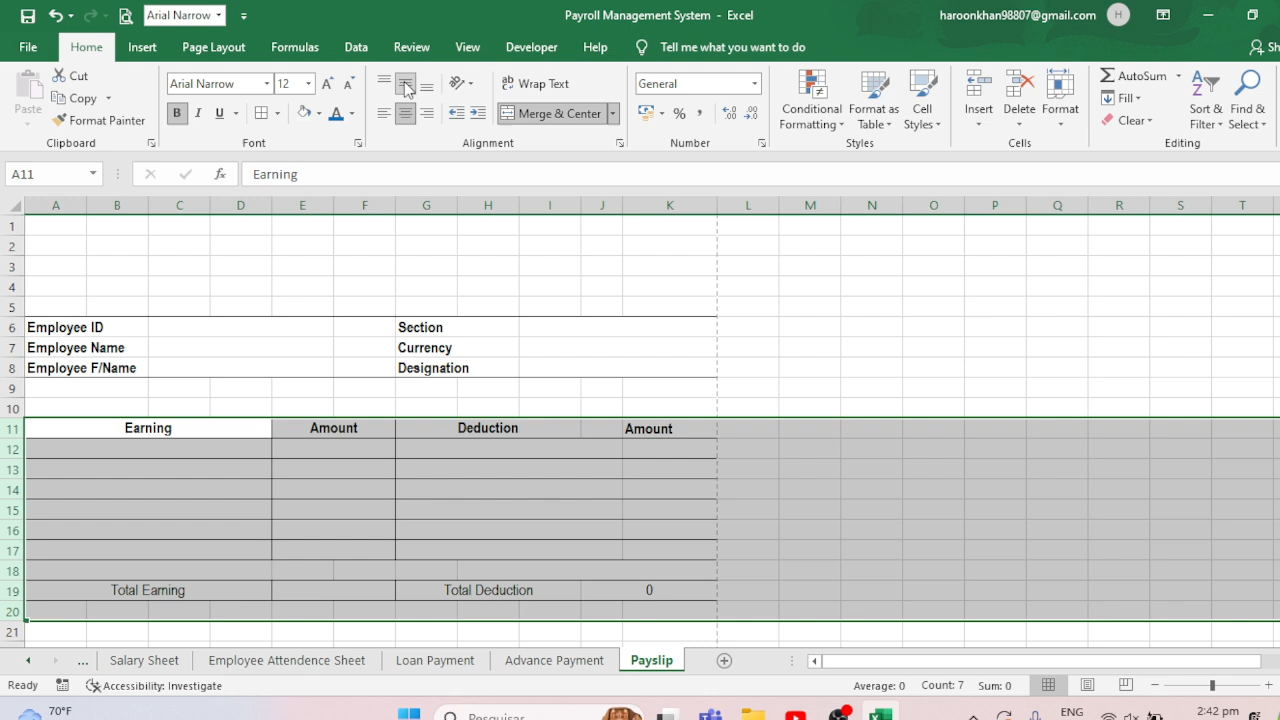 Arial Narrow
Payroll Management System - Excel
haroonkhan98807@gmail.com
H
File
Home
Insert
Page Layout
Formulas
Data
Review
View
Developer
Help
Tell me what you want to do
Sh
Paste
Cut
Copy
Format Painter
Clipboard
Arial Narrow
12
B
I
U
A
A
A
Font
Wrap Text
Merge & Center
Alignment
General
%
,
Number
Conditional
Formatting
Format as
Table
Cell
Styles
Styles
Insert
Delete
Format
Cells
AutoSum
Fill
Clear
Sort &
Filter
Find &
Select
Editing
A11
fx
Earning
A B C D E F G H I J K L M N O P Q R S T
1
2
3
4
5
6 Employee ID Section
7 Employee Name Currency
8 Employee F/Name Designation
9
10
11 Earning Amount Deduction Amount
12
13
14
15
16
17
18
19 Total Earning Total Deduction 0
20
21
... Salary Sheet Employee Attendence Sheet Loan Payment Advance Payment Payslip
Ready Accessibility: Investigate Average: 0 Count: 7 Sum: 0
70°F
Pesquisar
ENG
2:42 pm